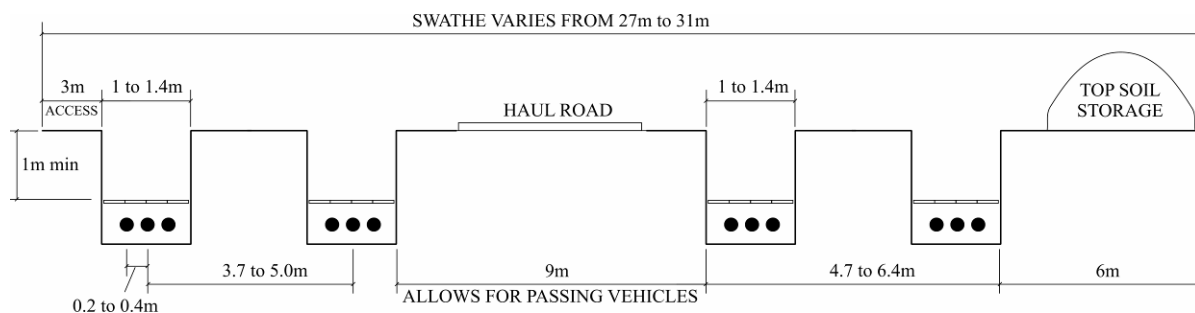 SWATHE VARIES FROM 27m to 31m
3m
1 to 1.4m
1 to 1.4m
ACCESS
HAUL ROAD
TOP SOIL
STORAGE
1m min
3.7 to 5.0m
9m
4.7 to 6.4m
6m
0.2 to 0.4m
ALLOWS FOR PASSING VEHICLES